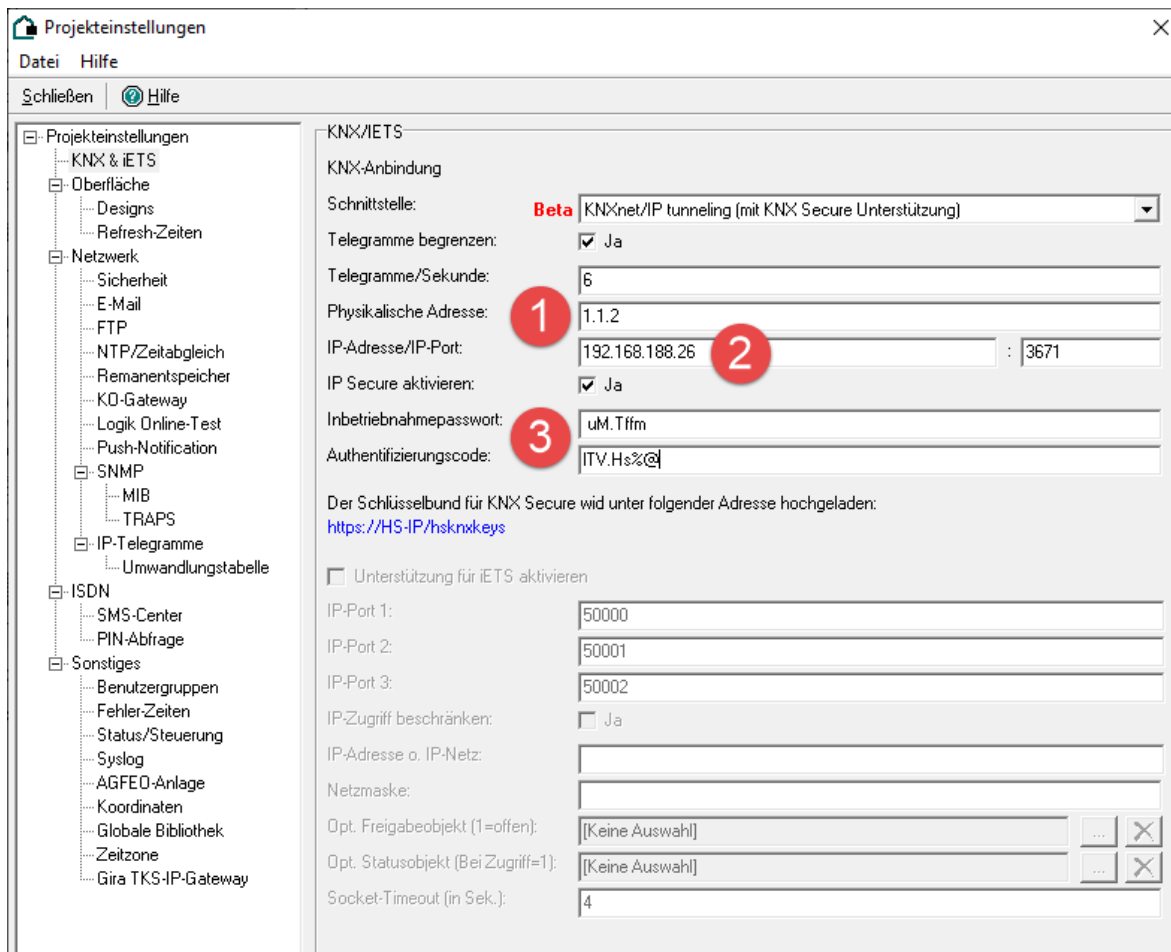 Projekteinstellungen
Datei Hilfe
Schließen Hilfe
Projekteinstellungen
KNX & iETS
Oberfläche
Designs
Refresh-Zeiten
Netzwerk
Sicherheit
E-Mail
FTP
NTP/Zeitabgleich
Remanentspeicher
KO-Gateway
Logik Online-Test
Push-Notification
SNMP
MIB
TRAPS
IP-Telegramme
Umwandlungstabelle
ISDN
SMS-Center
PIN-Abfrage
Sonstiges
Benutzergruppen
Fehler-Zeiten
Status/Steuerung
Syslog
AGFEO-Anlage
Koordinaten
Globale Bibliothek
Zeitzone
Gira TKS-IP-Gateway
KNX/IETS
KNX-Anbindung
Schnittstelle: Beta KNXnet/IP tunneling (mit KNX Secure Unterstützung)
Telegramme begrenzen: Ja
Telegramme/Sekunde: 6
Physikalische Adresse: 1 1.1.2
IP-Adresse/IP-Port: 192.168.188.26 2 : 3671
IP Secure aktivieren: Ja
Inbetriebnahmepasswort: uM.Tffm
3
Authentifizierungscode: ITV.Hs%@
Der Schlüsselbund für KNX Secure wid unter folgender Adresse hochgeladen:
https://HS-IP/hsknxkeys
Unterstützung für iETS aktivieren
IP-Port 1: 50000
IP-Port 2: 50001
IP-Port 3: 50002
IP-Zugriff beschränken: Ja
IP-Adresse o. IP-Netz:
Netzmaske:
Opt. Freigabeobjekt (1=offen): [Keine Auswahl] ...
Opt. Statusobjekt (Bei Zugriff=1): [Keine Auswahl] ...
Socket-Timeout (in Sek.): 4